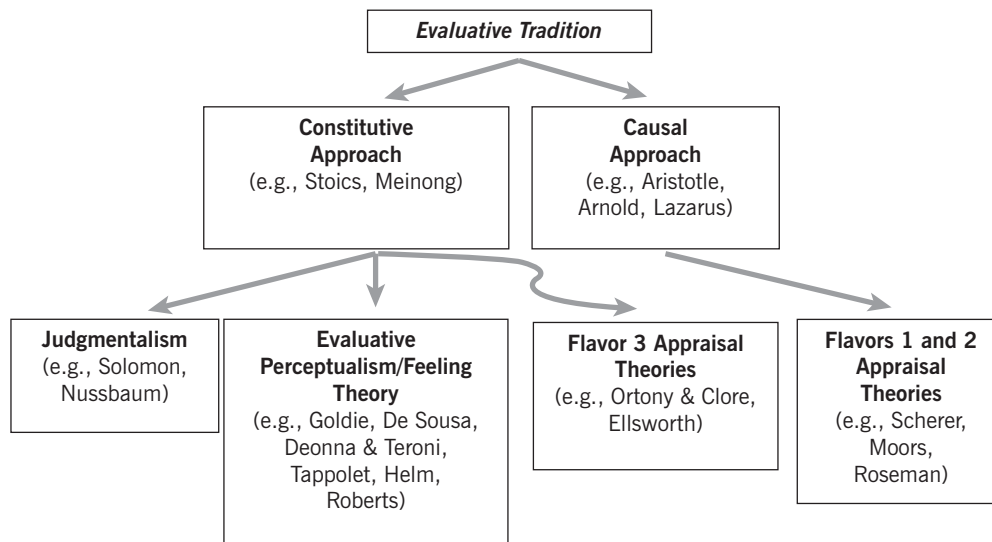 Evaluative Tradition
Constitutive
Approach
(e.g., Stoics, Meinong)
Causal
Approach
(e.g., Aristotle,
Arnold, Lazarus)
Judgmentalism
(e.g., Solomon,
Nussbaum)
Evaluative
Perceptualism/Feeling
Theory
(e.g., Goldie, De Sousa,
Deonna & Teroni,
Tappolet, Helm,
Roberts)
Flavor 3 Appraisal
Theories
(e.g., Ortony & Clore,
Ellsworth)
Flavors 1 and 2
Appraisal
Theories
(e.g., Scherer,
Moors,
Roseman)